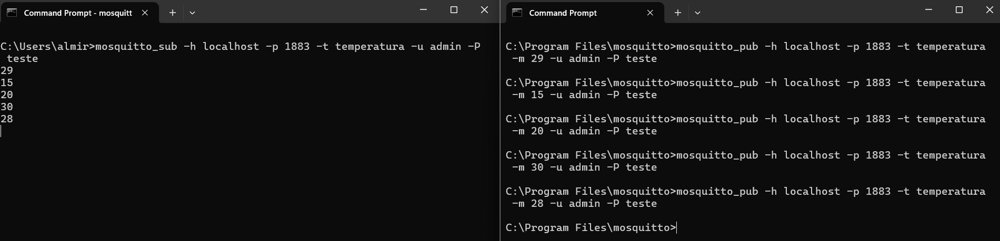 Command Prompt - mosquitt
C:\Users\almir>mosquitto_sub -h localhost -p 1883 -t temperatura -u admin -P
teste
29
15
20
30
28
Command Prompt
C:\Program Files\mosquitto>mosquitto_pub -h localhost -p 1883 -t temperatura
-m 29 -u admin -P teste
C:\Program Files\mosquitto>mosquitto_pub -h localhost -p 1883 -t temperatura
-m 15 -u admin -P teste
C:\Program Files\mosquitto>mosquitto_pub -h localhost -p 1883 -t temperatura
-m 20 -u admin -P teste
C:\Program Files\mosquitto>mosquitto_pub -h localhost -p 1883 -t temperatura
-m 30 -u admin -P teste
C:\Program Files\mosquitto>mosquitto_pub -h localhost -p 1883 -t temperatura
-m 28 -u admin -P teste
C:\Program Files\mosquitto>